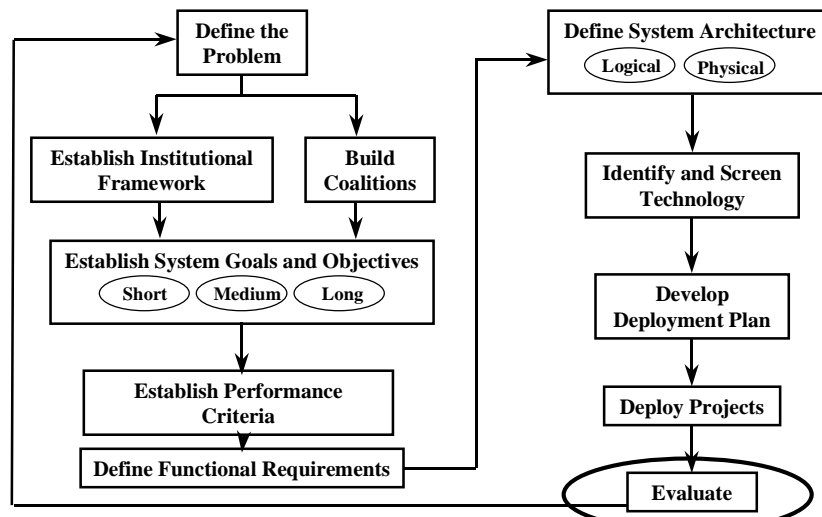 Define the
Problem
Establish Institutional
Framework
Build
Coalitions
Establish System Goals and Objectives
Short
Medium
Long
Establish Performance
Criteria
Define Functional Requirements
Define System Architecture
Logical
Physical
Identify and Screen
Technology
Develop
Deployment Plan
Deploy Projects
Evaluate